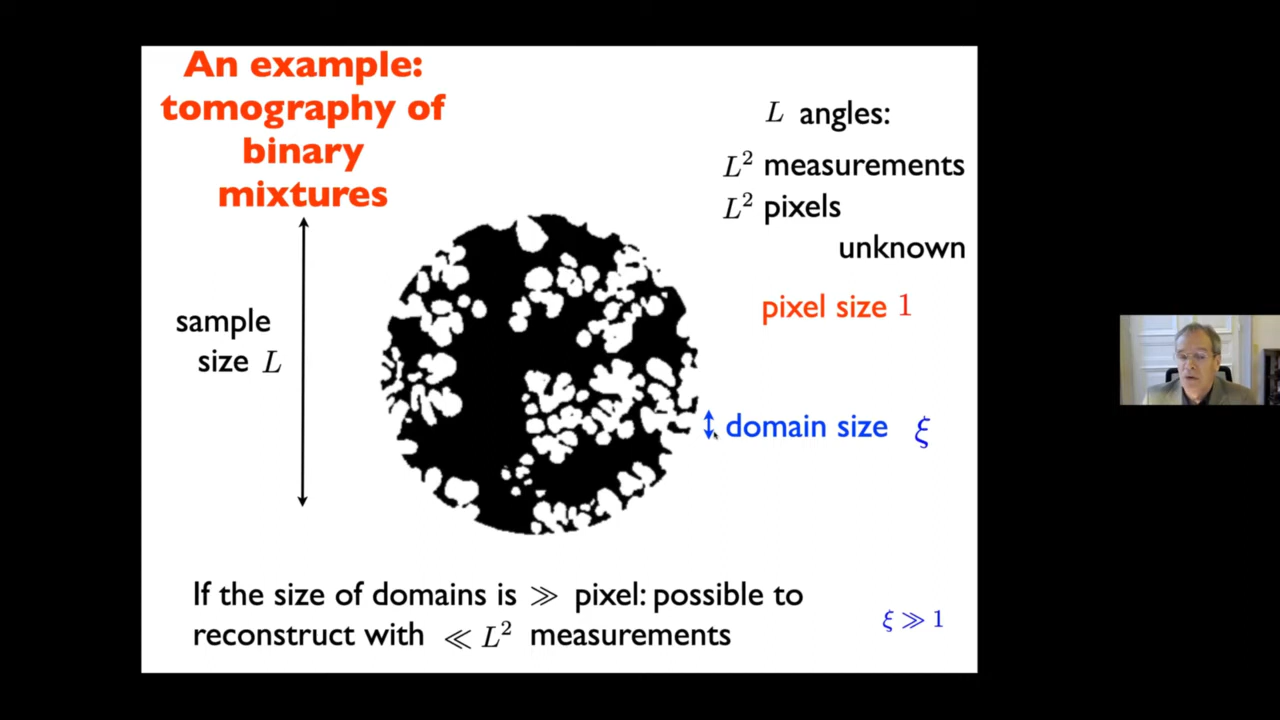 An example:
tomography of
binary
mixtures
L angles:
L² measurements
L² pixels
unknown
pixel size 1
sample
size L
domain size ξ
If the size of domains is ≫ pixel: possible to
reconstruct with ≪ L² measurements
ξ ≫ 1